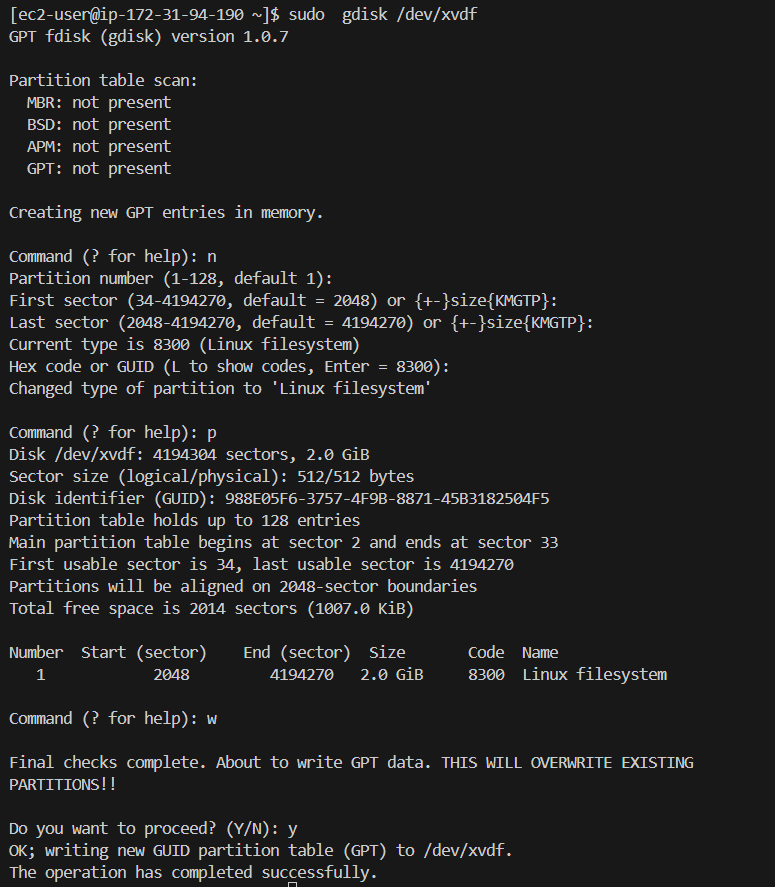 [ec2-user@ip-172-31-94-190 ~]$ sudo  gdisk /dev/xvdf
GPT fdisk (gdisk) version 1.0.7

Partition table scan:
  MBR: not present
  BSD: not present
  APM: not present
  GPT: not present

Creating new GPT entries in memory.

Command (? for help): n
Partition number (1-128, default 1):
First sector (34-4194270, default = 2048) or {+-}size{KMGTP}:
Last sector (2048-4194270, default = 4194270) or {+-}size{KMGTP}:
Current type is 8300 (Linux filesystem)
Hex code or GUID (L to show codes, Enter = 8300):
Changed type of partition to 'Linux filesystem'

Command (? for help): p
Disk /dev/xvdf: 4194304 sectors, 2.0 GiB
Sector size (logical/physical): 512/512 bytes
Disk identifier (GUID): 988E05F6-3757-4F9B-8871-45B3182504F5
Partition table holds up to 128 entries
Main partition table begins at sector 2 and ends at sector 33
First usable sector is 34, last usable sector is 4194270
Partitions will be aligned on 2048-sector boundaries
Total free space is 2014 sectors (1007.0 KiB)

Number  Start (sector)    End (sector)  Size       Code  Name
   1            2048         4194270   2.0 GiB     8300  Linux filesystem

Command (? for help): w

Final checks complete. About to write GPT data. THIS WILL OVERWRITE EXISTING
PARTITIONS!!

Do you want to proceed? (Y/N): y
OK; writing new GUID partition table (GPT) to /dev/xvdf.
The operation has completed successfully.